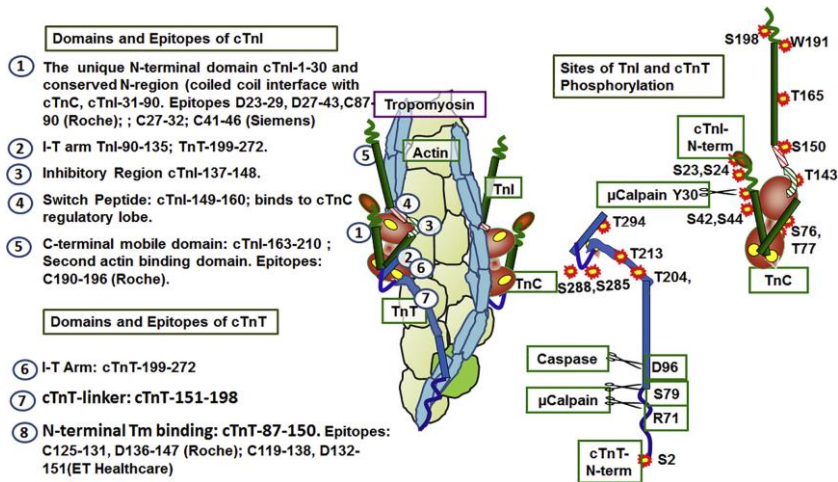 Domains and Epitopes of cTnI
1 The unique N-terminal domain cTnI-1-30 and
conserved N-region (coiled coil interface with
cTnC, cTnI-31-90. Epitopes D23-29, D27-43,C87-
90 (Roche); ; C27-32; C41-46 (Siemens)
2 I-T arm TnI-90-135; TnT-199-272.
3 Inhibitory Region cTnI-137-148.
4 Switch Peptide: cTnI-149-160; binds to cTnC
regulatory lobe.
5 C-terminal mobile domain: cTnI-163-210 ;
Second actin binding domain. Epitopes:
C190-196 (Roche).
Domains and Epitopes of cTnT
6 I-T Arm: cTnT-199-272
7 cTnT-linker: cTnT-151-198
8 N-terminal Tm binding: cTnT-87-150. Epitopes:
C125-131, D136-147 (Roche); C119-138, D132-
151(ET Healthcare)
Tropomyosin
Actin
5
TnI
4
1
3
2
6
7
TnC
TnT
Sites of TnI and cTnT
Phosphorylation
S198
W191
T165
S150
cTnI-
N-term
S23,S24
T143
µCalpain Y30
S42,S44
S76,
T77
TnC
T294
T213
S288,S285
T204,
Caspase
D96
µCalpain
S79
R71
cTnT-
N-term
S2